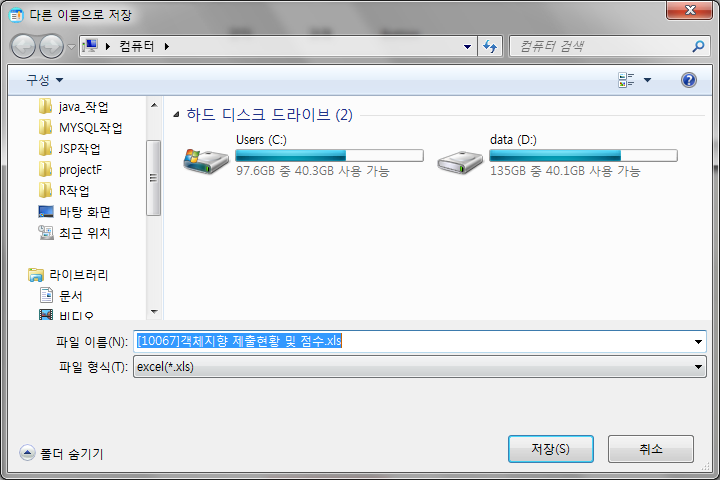 다른 이름으로 저장
컴퓨터
컴퓨터 검색
구성
java_작업
MYSQL작업
JSP작업
projectF
R작업
바탕 화면
최근 위치
라이브러리
문서
비디오
하드 디스크 드라이브 (2)
Users (C:)
97.6GB 중 40.3GB 사용 가능
data (D:)
135GB 중 40.1GB 사용 가능
파일 이름(N): [10067]객체지향 제출현황 및 점수.xls
파일 형식(T): excel(*.xls)
폴더 숨기기
저장(S)
취소